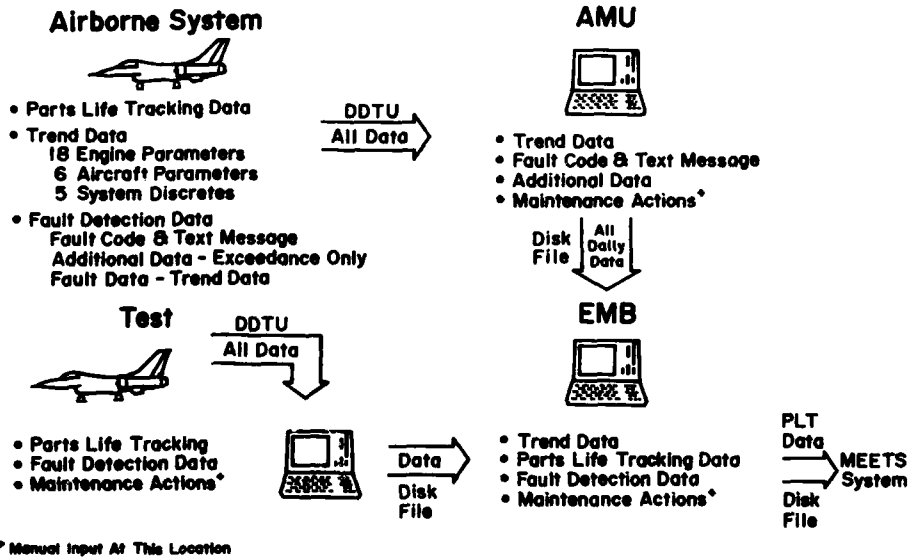 Airborne System
• Parts Life Tracking Data
• Trend Data
18 Engine Parameters
6 Aircraft Parameters
5 System Discretes
• Fault Detection Data
Fault Code & Text Message
Additional Data - Exceedance Only
Fault Data - Trend Data
DDTU
All Data
AMU
• Trend Data
• Fault Code & Text Message
• Additional Data
• Maintenance Actions*
Disk
File
All
Daily
Data
Test
DDTU
All Data
• Parts Life Tracking
• Fault Detection Data
• Maintenance Actions*
Data
Disk
File
EMB
• Trend Data
• Parts Life Tracking Data
• Fault Detection Data
• Maintenance Actions*
PLT
Data
MEETS
System
Disk
File
* Manual Input At This Location